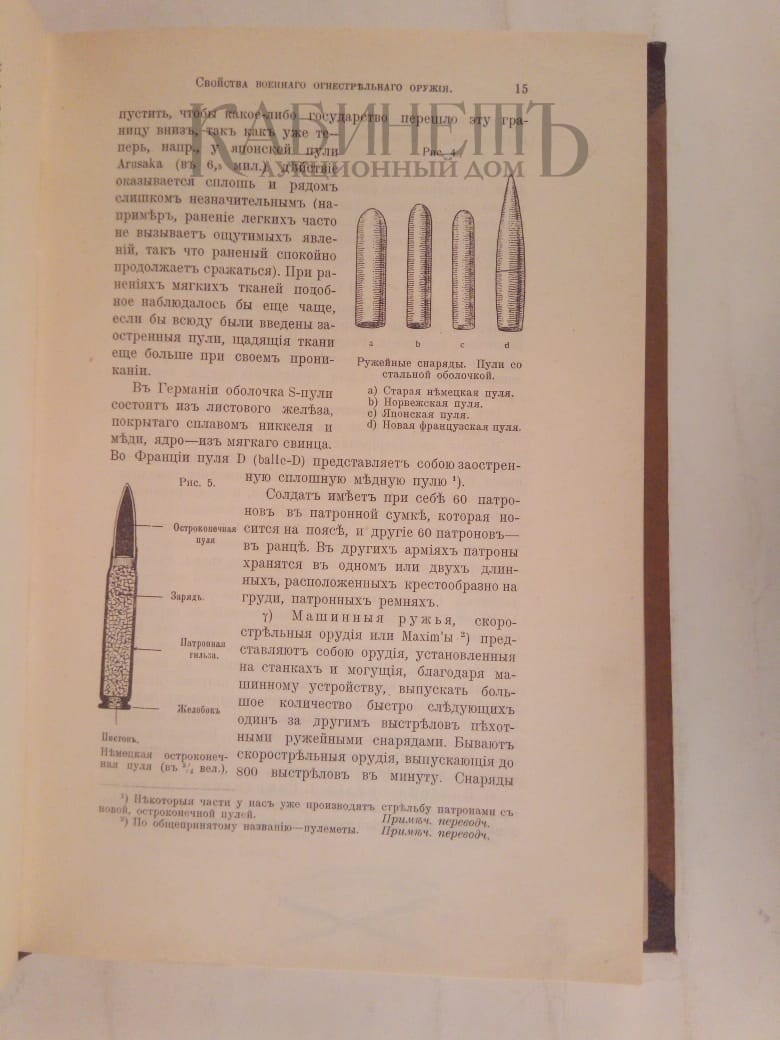 Свойства военнаго огнестрѣльнаго оружія. 15
КАБИНЕТЪ
АУКЦИОННЫЙ ДОМ
пустить, чтобы какое-либо государство перешло эту гра-
ницу внизъ, такъ какъ уже те-
перь, напр., у японской пули
Arusaka (въ 6,5 мил.) дѣйствіе
оказывается сплошь и рядомъ
слишкомъ незначительнымъ (на-
примѣръ, раненіе легкихъ часто
не вызываетъ ощутимыхъ явле-
ній, такъ что раненый спокойно
продолжаетъ сражаться). При ра-
неніяхъ мягкихъ тканей подоб-
ное наблюдалось бы еще чаще,
если бы всюду были введены за-
остренныя пули, щадящія ткани
еще больше при своемъ прони-
каніи.
Рис. 4.
a b c d
Ружейные снаряды. Пули со
стальной оболочкой.
a) Старая нѣмецкая пуля.
b) Норвежская пуля.
c) Японская пуля.
d) Новая французская пуля.
Въ Германіи оболочка S-пули
состоитъ изъ листового желѣза,
покрытаго сплавомъ никкеля и
мѣди, ядро—изъ мягкаго свинца.
Во Франціи пуля D (balle-D) представляетъ собою заострен-
ную сплошную мѣдную пулю ¹).
Солдатъ имѣетъ при себѣ 60 патро-
новъ въ патронной сумкѣ, которая но-
сится на поясѣ, и другіе 60 патроновъ—
въ ранцѣ. Въ другихъ арміяхъ патроны
хранятся въ одномъ или двухъ длин-
ныхъ, расположенныхъ крестообразно на
груди, патронныхъ ремняхъ.
γ) Машинныя ружья, скоро-
стрѣльныя орудія или Maxim'ы ²) пред-
ставляютъ собою орудія, установленныя
на станкахъ и могущія, благодаря ма-
шинному устройству, выпускать боль-
шое количество быстро слѣдующихъ
одинъ за другимъ выстрѣловъ пѣхот-
ными ружейными снарядами. Бываютъ
скорострѣльныя орудія, выпускающія до
800 выстрѣловъ въ минуту. Снаряды
Рис. 5.
Остроконечная
пуля
Зарядъ.
Патронная
гильза.
Желобокъ
Пистонъ.
Нѣмецкая остроконеч-
ная пуля (въ ³/₄ вел.).
¹) Нѣкоторыя части у насъ уже производятъ стрѣльбу патронами съ
новой, остроконечной пулей. Примѣч. переводч.
²) По общепринятому названію—пулеметы. Примѣч. переводч.